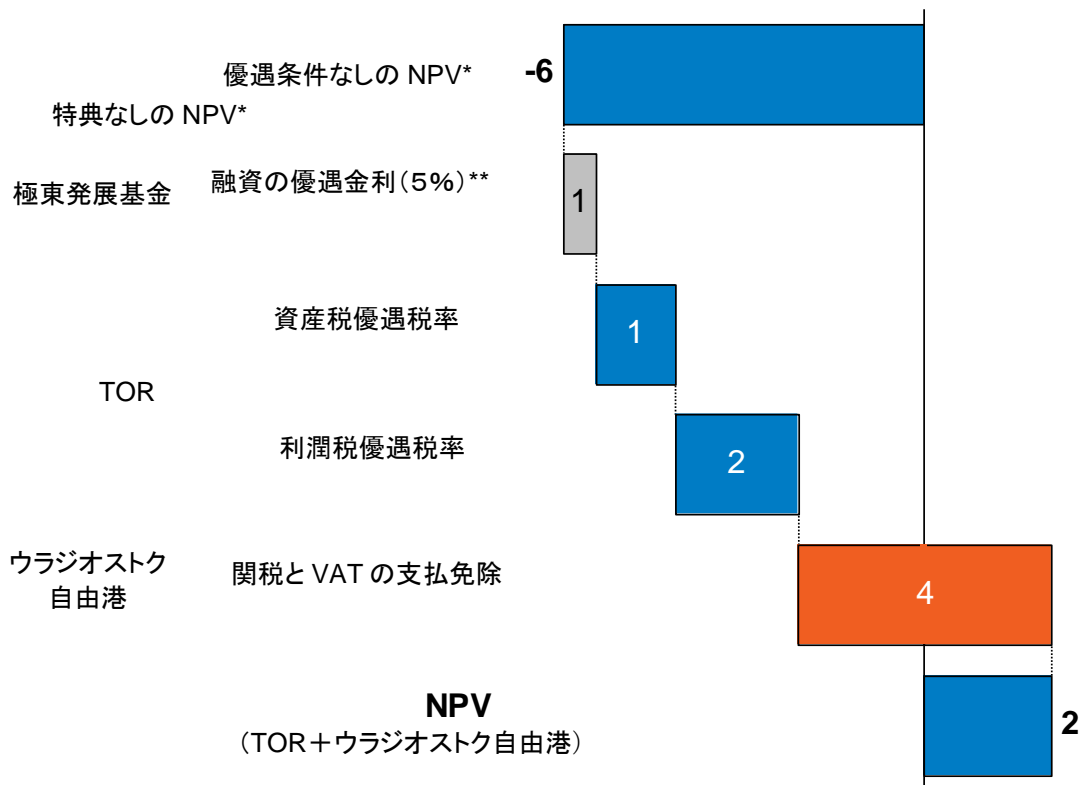 優遇条件なしの NPV*
-6
特典なしの NPV*
極東発展基金
融資の優遇金利(5%)**
1
資産税優遇税率
1
TOR
利潤税優遇税率
2
ウラジオストク
自由港
関税と VAT の支払免除
4
NPV
(TOR+ウラジオストク自由港)
2